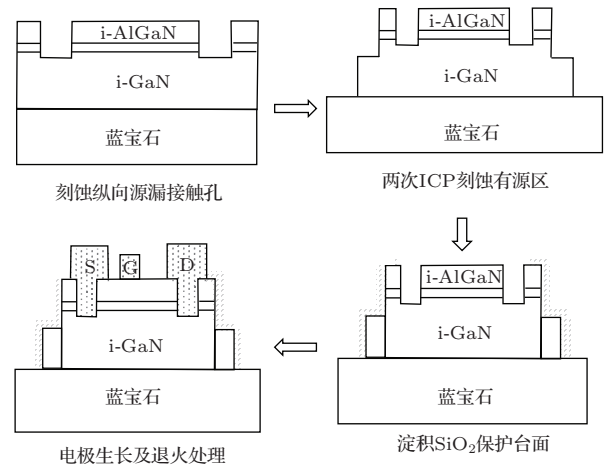 i-AlGaN
i-GaN
蓝宝石
刻蚀纵向源漏接触孔
i-AlGaN
i-GaN
蓝宝石
两次ICP刻蚀有源区
i-AlGaN
i-GaN
蓝宝石
淀积SiO₂保护台面
S G D
i-GaN
蓝宝石
电极生长及退火处理